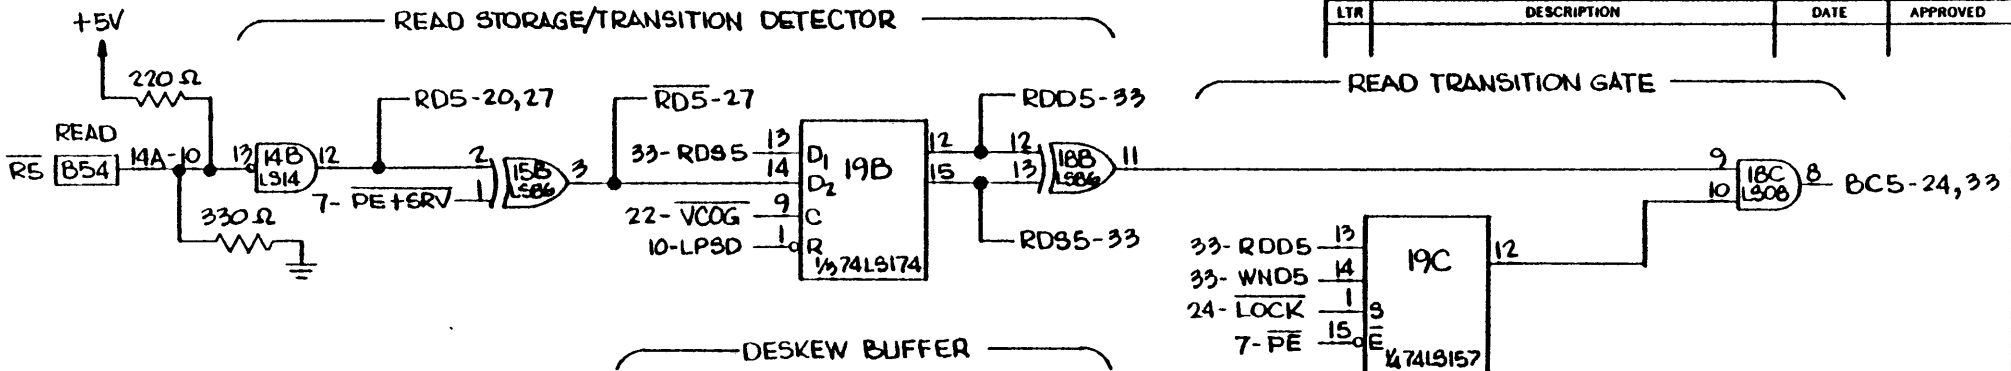 LTR DESCRIPTION DATE APPROVED
READ STORAGE/TRANSITION DETECTOR
+5V
220 Ω
RD5-20,27
RD5-27
RDD5-33
READ TRANSITION GATE
READ
R5 B54 14A-10 13 14B LS14 12
2 1 15B LS86 3
7- PE+SRV
330 Ω
33- RDS5 13 D1
14 D2
19B
22- VCOG 9 C
10-LPSD 1 R
1/3 74LS174
12 15
12 13 18B LS86 11
RDS5-33
9 10 18C LS08 8 BC5-24,33
33- RDD5 13
33- WND5 14
24- LOCK 1 S
7- PE 15 E
19C 12
1/4 74LS157
DESKEW BUFFER